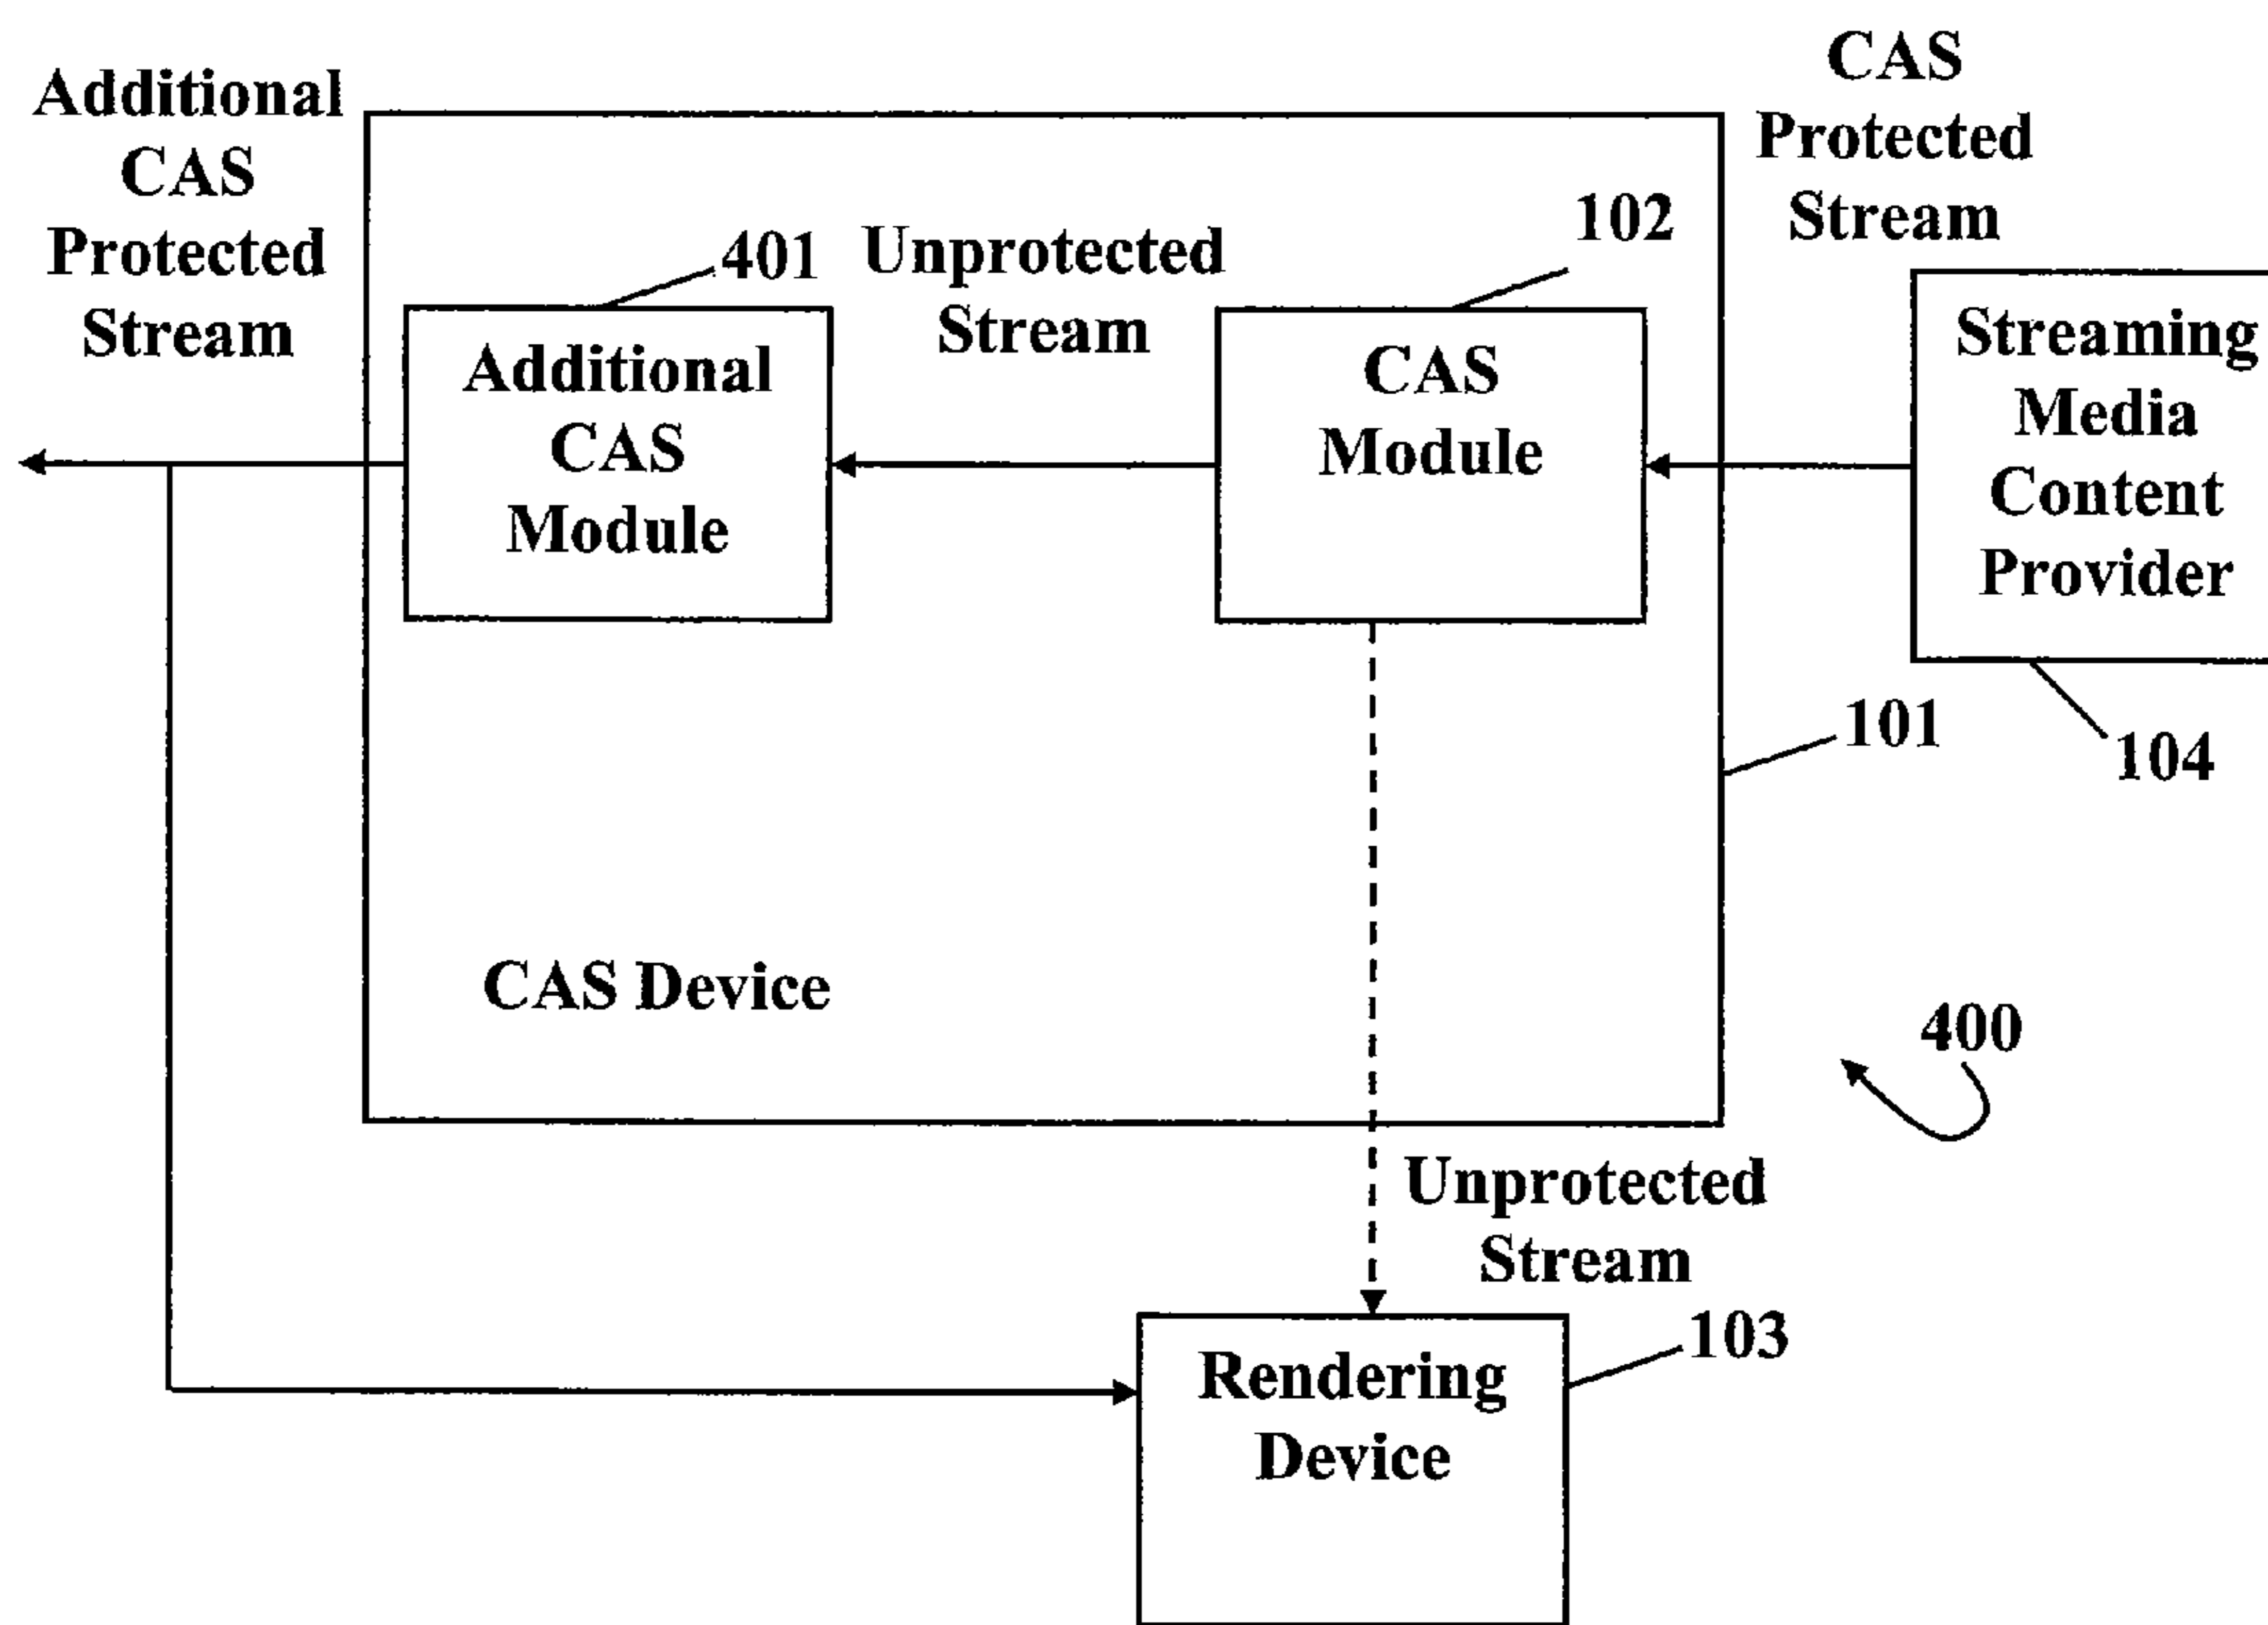 Additional
CAS
Protected
Stream
401
Unprotected
Stream
102
CAS
Protected
Stream
Additional
CAS
Module
CAS
Module
Streaming
Media
Content
Provider
101
104
CAS Device
400
Unprotected
Stream
103
Rendering
Device